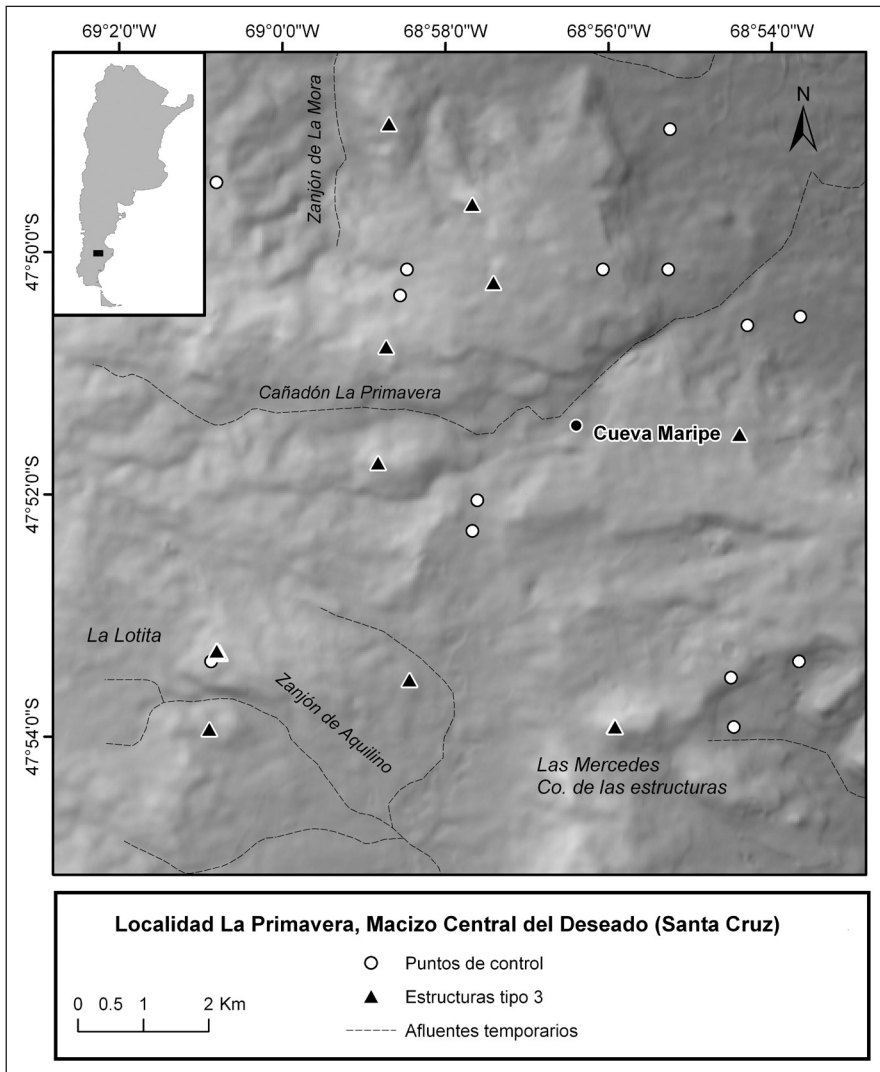 69°2'0"W 69°0'0"W 68°58'0"W 68°56'0"W 68°54'0"W
N
Zanjón de La Mora
47°50'0"S
Cañadón La Primavera
Cueva Maripe
47°52'0"S
La Lotita
Zanjón de Aquilino
47°54'0"S
Las Mercedes
Co. de las estructuras
Localidad La Primavera, Macizo Central del Deseado (Santa Cruz)
Puntos de control
0 0.5 1 2 Km
Estructuras tipo 3
Afluentes temporarios